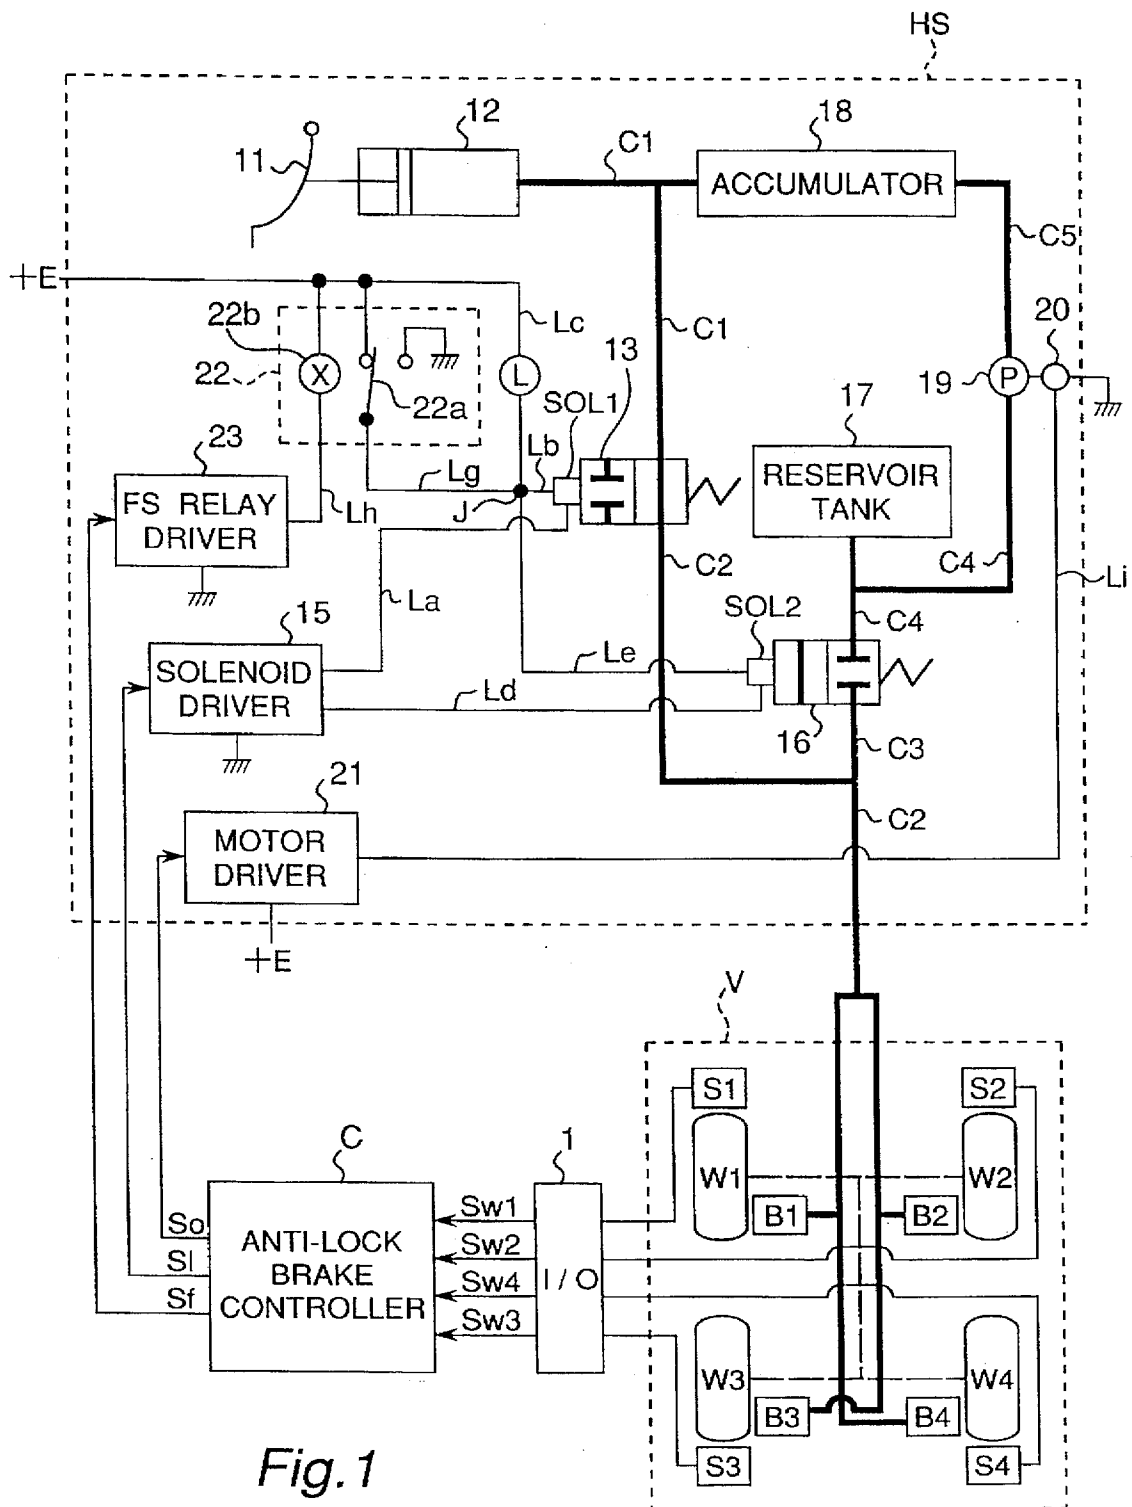 HS
12
18
11
C1
ACCUMULATOR
C5
+E
22b
Lc
C1
20
13
22
X
L
19
P
22a
SOL1
17
23
Lg
Lb
RESERVOIR
TANK
FS RELAY
DRIVER
Lh
J
C2
C4
Li
La
SOL2
C4
15
Le
SOLENOID
DRIVER
Ld
16
C3
21
C2
MOTOR
DRIVER
+E
V
S1
S2
C
1
W1
W2
Sw1
B1
B2
So
ANTI-LOCK
BRAKE
CONTROLLER
Sw2
Sl
I/O
Sw4
Sf
Sw3
W3
W4
B3
B4
Fig.1
S3
S4